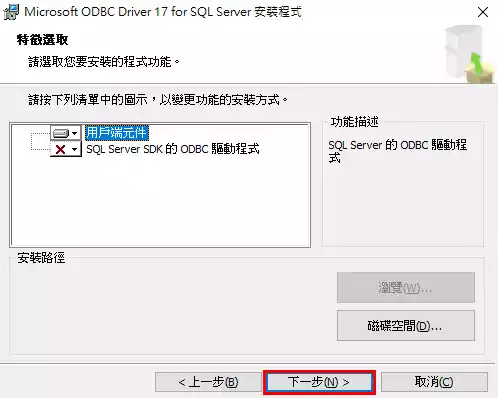 Microsoft ODBC Driver 17 for SQL Server 安裝程式
特徵選取
請選取您要安裝的程式功能。
請按下列清單中的圖示，以變更功能的安裝方式。
用戶端元件
SQL Server SDK 的 ODBC 驅動程式
功能描述
SQL Server 的 ODBC 驅動程
式
安裝路徑
瀏覽(W)...
磁碟空間(D)...
< 上一步(B)
下一步(N) >
取消(C)